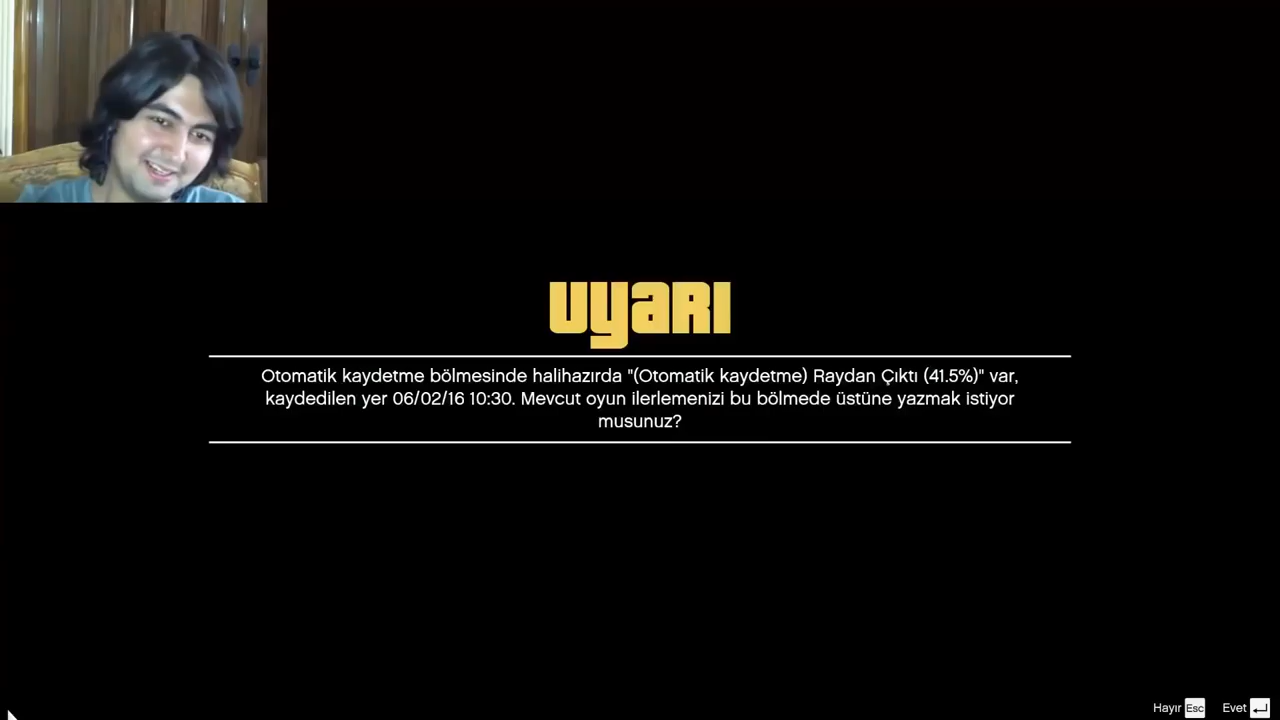 uyarı
Otomatik kaydetme bölmesinde halihazırda "(Otomatik kaydetme) Raydan Çıktı (41.5%)" var,
kaydedilen yer 06/02/16 10:30. Mevcut oyun ilerlemenizi bu bölmede üstüne yazmak istiyor
musunuz?
Hayır Esc Evet